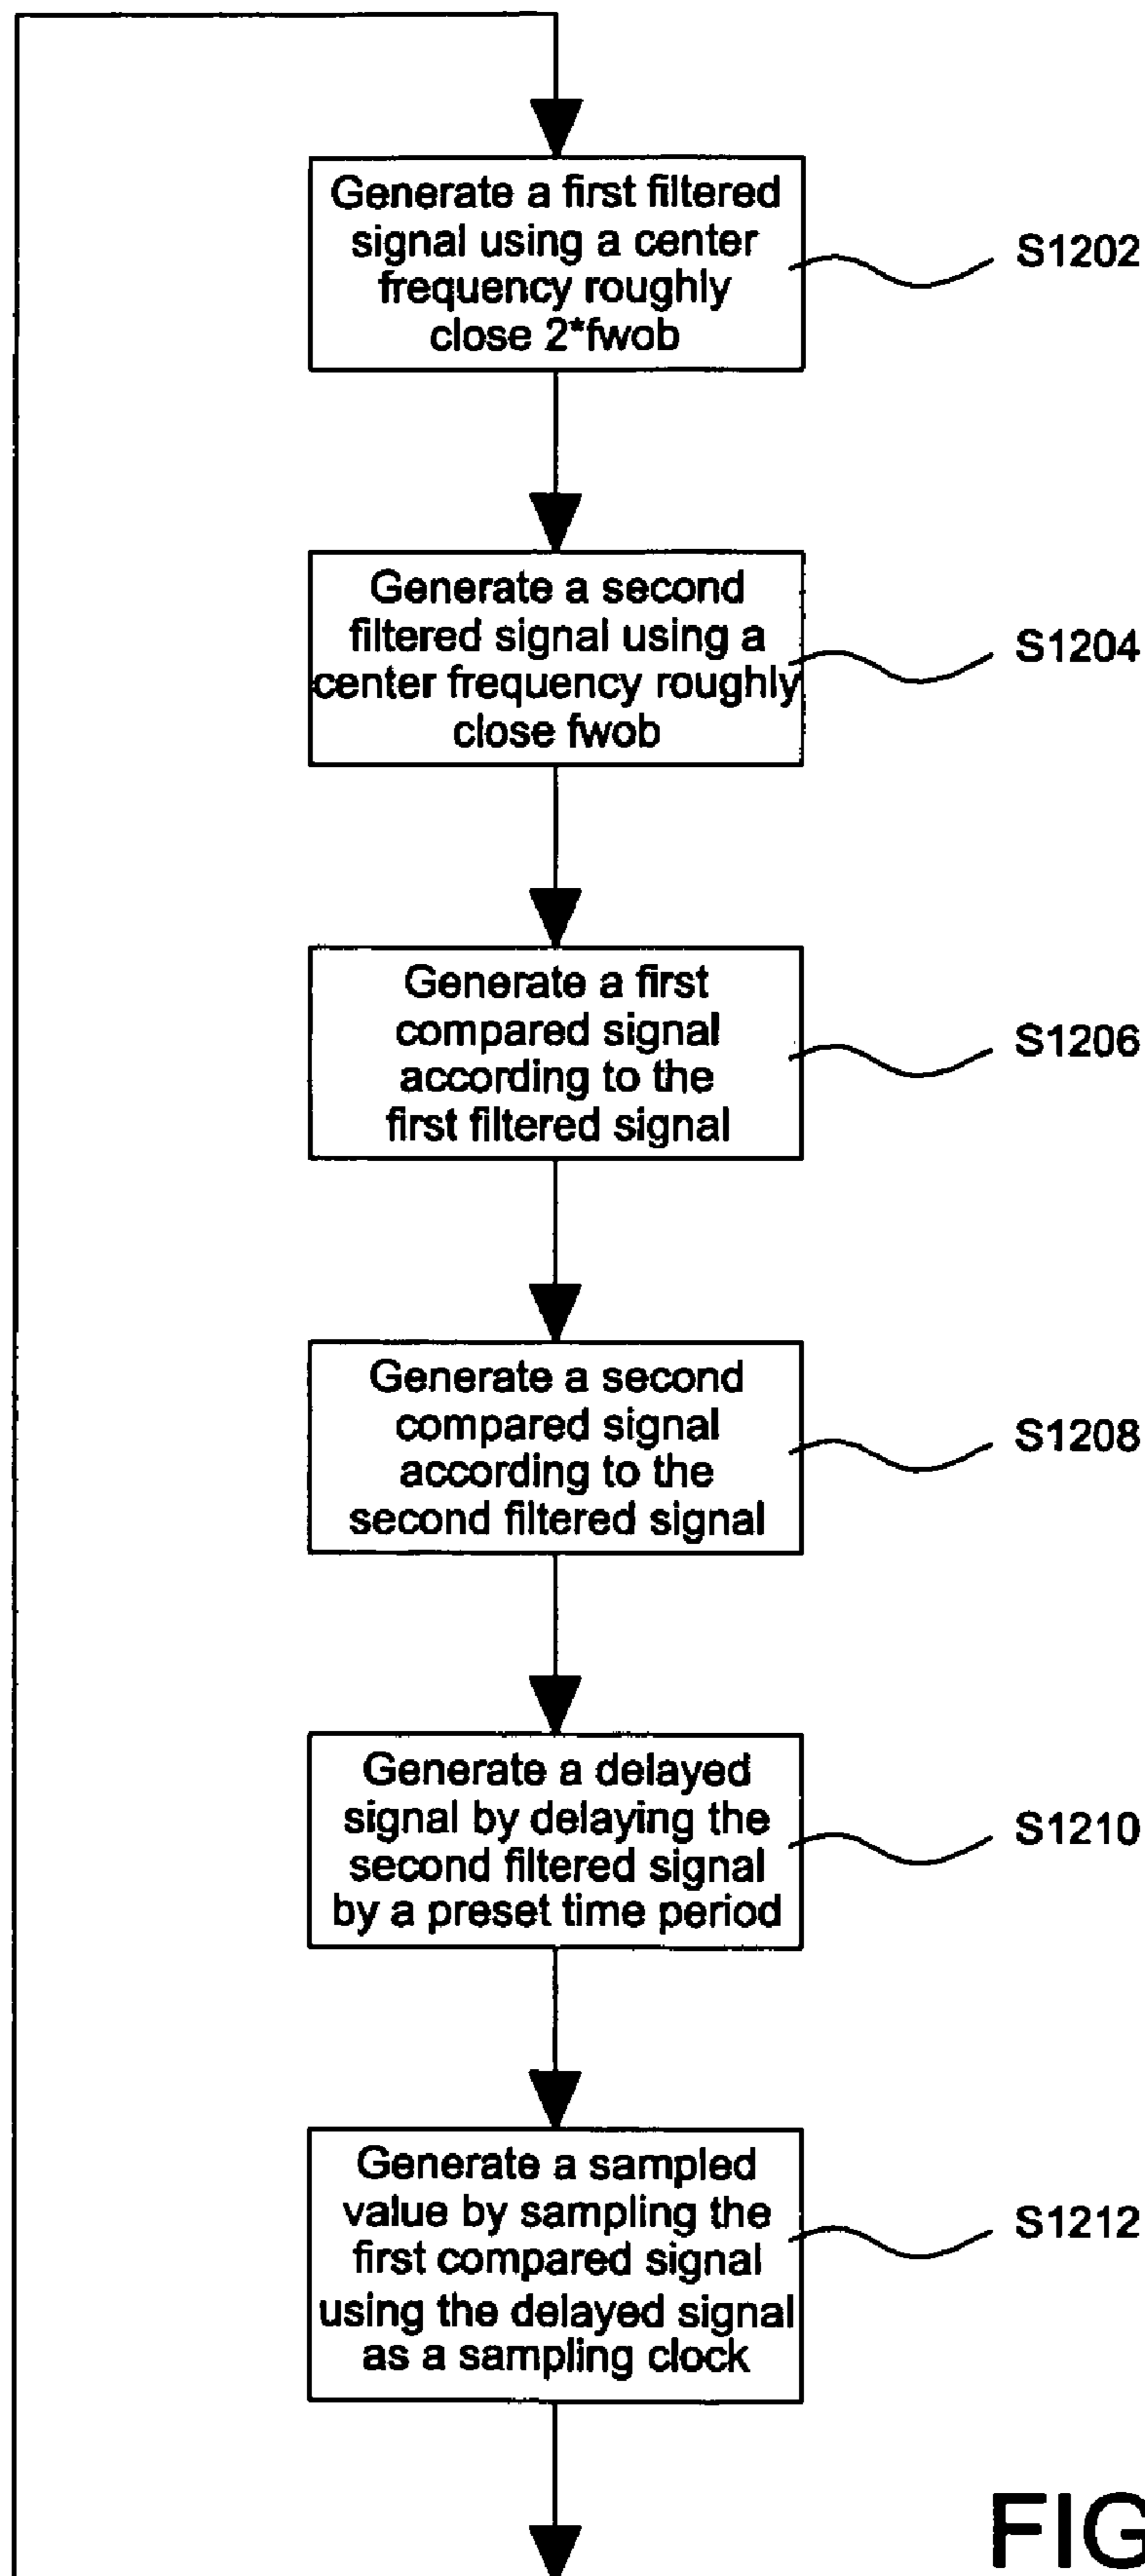 Generate a first filtered
signal using a center
frequency roughly
close 2*fwob
S1202
Generate a second
filtered signal using a
center frequency roughly
close fwob
S1204
Generate a first
compared signal
according to the
first filtered signal
S1206
Generate a second
compared signal
according to the
second filtered signal
S1208
Generate a delayed
signal by delaying the
second filtered signal
by a preset time period
S1210
Generate a sampled
value by sampling the
first compared signal
using the delayed signal
as a sampling clock
S1212
FIG